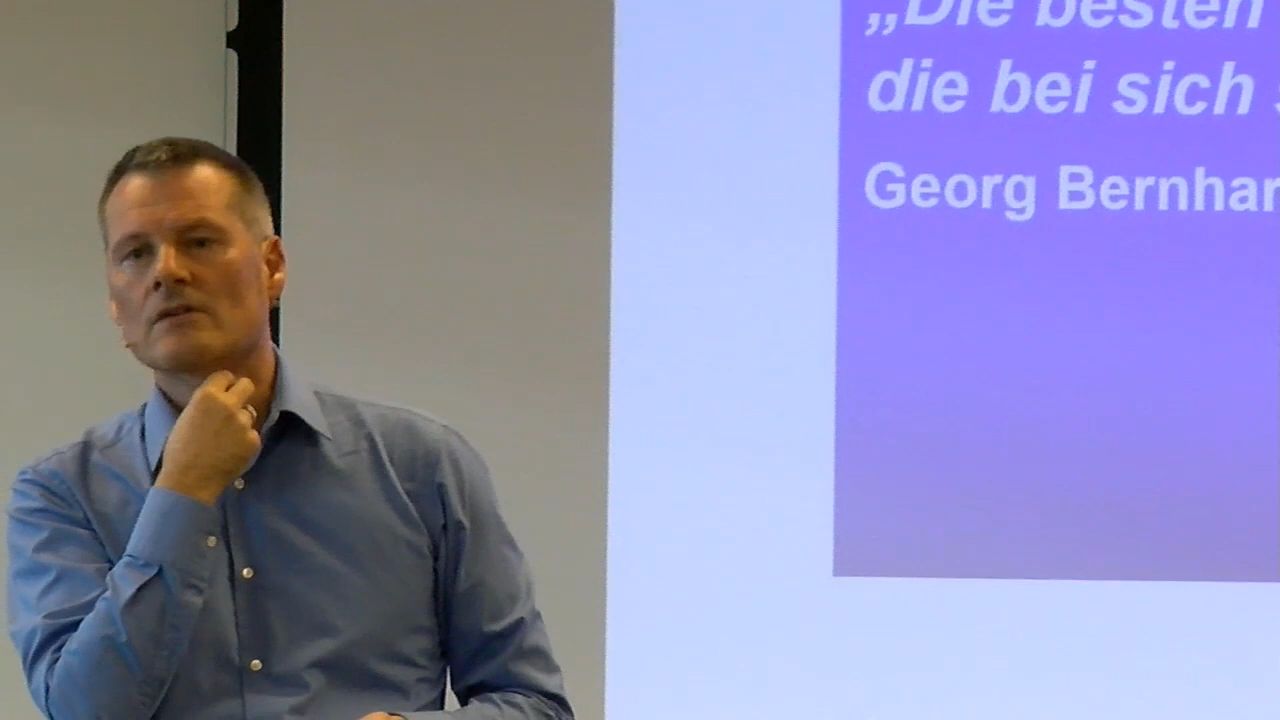 „Die besten
die bei sich
Georg Bernhar